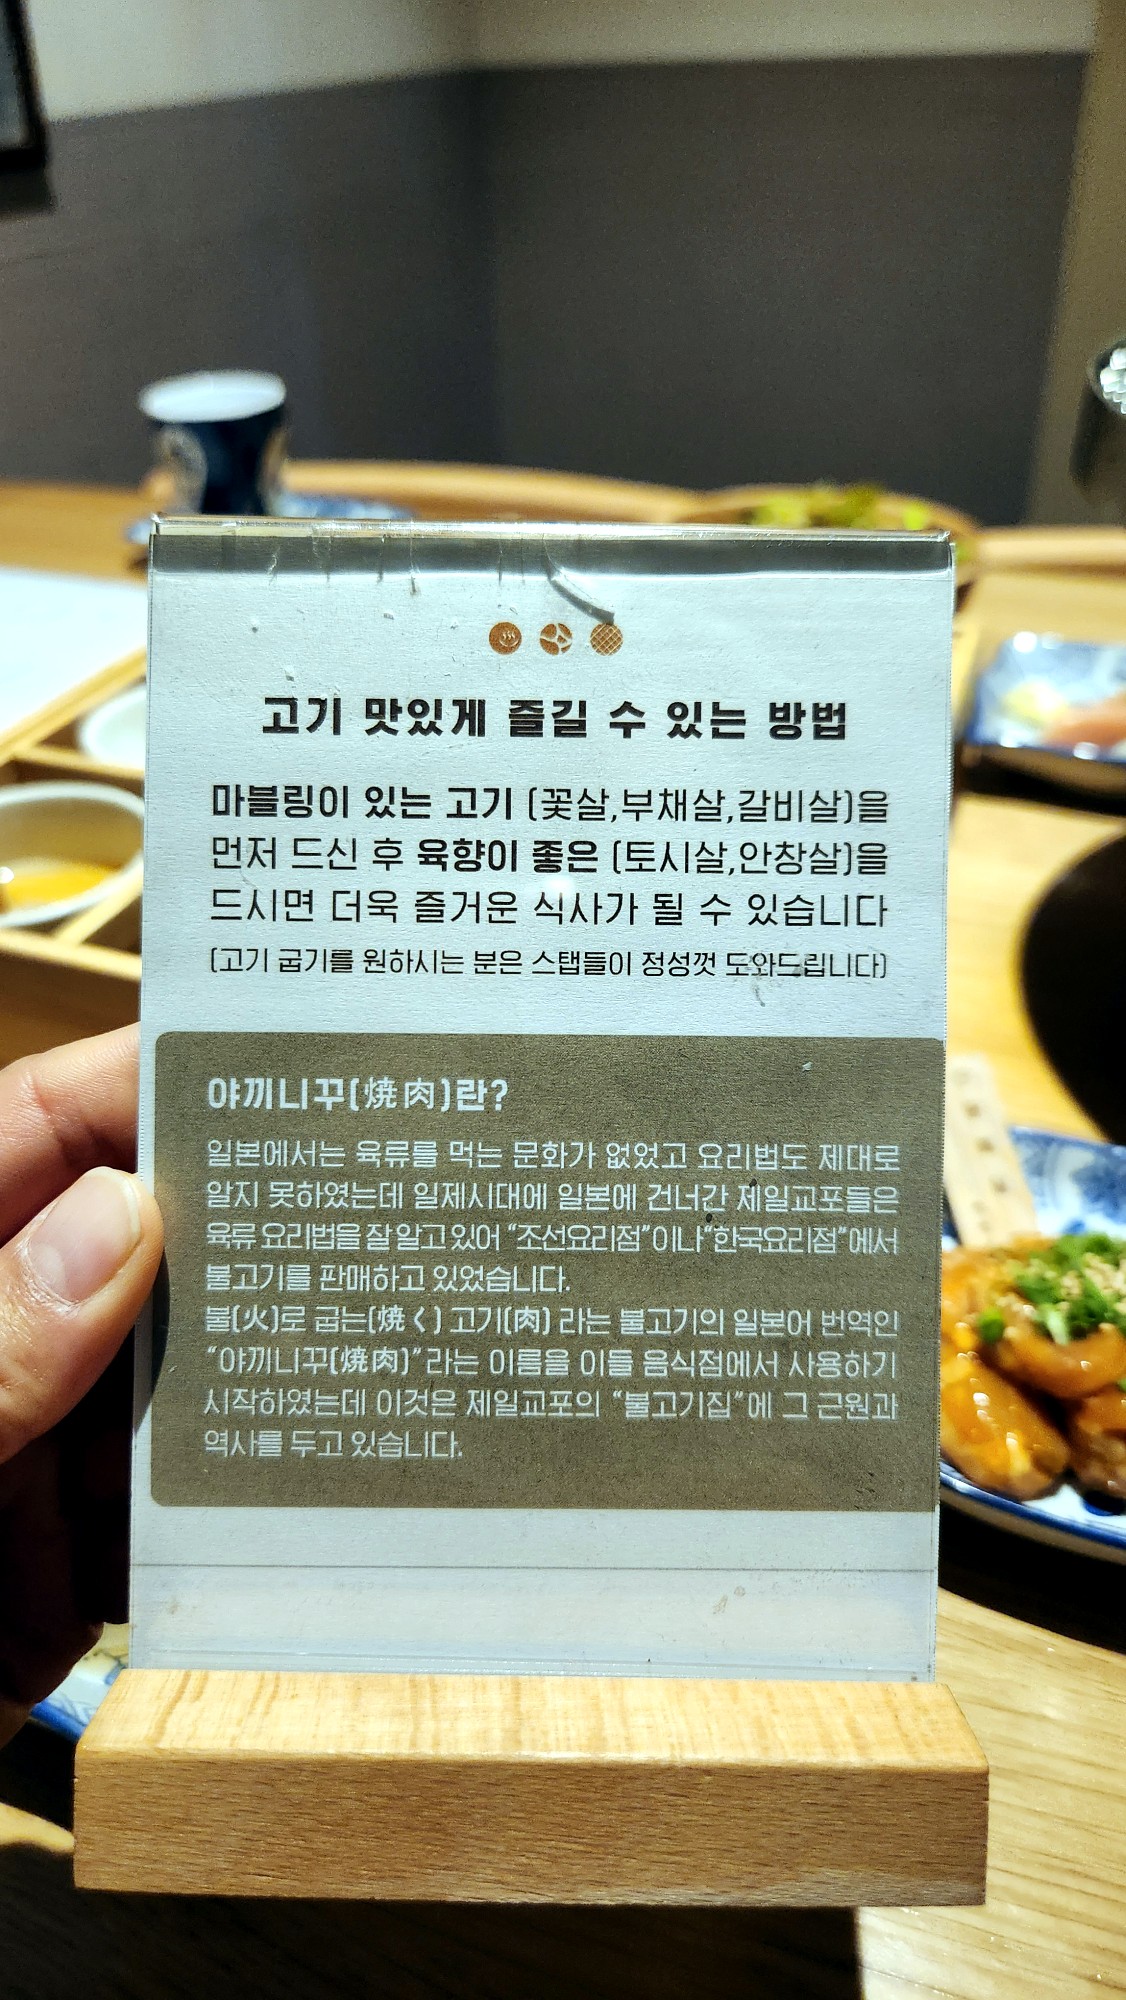 고기 맛있게 즐길 수 있는 방법
마블링이 있는 고기 (꽃살,부채살,갈비살)을
먼저 드신 후 육향이 좋은 (토시살,안창살)을
드시면 더욱 즐거운 식사가 될 수 있습니다
(고기 굽기를 원하시는 분은 스탭들이 정성껏 도와드립니다)
야끼니꾸(焼肉)란?
일본에서는 육류를 먹는 문화가 없었고 요리법도 제대로
알지 못하였는데 일제시대에 일본에 건너간 제일교포들은
육류 요리법을 잘 알고 있어 “조선요리점”이나“한국요리점”에서
불고기를 판매하고 있었습니다.
불(火)로 굽는(焼く) 고기(肉) 라는 불고기의 일본어 번역인
“야끼니꾸(焼肉)”라는 이름을 이들 음식점에서 사용하기
시작하였는데 이것은 제일교포의 “불고기집”에 그 근원과
역사를 두고 있습니다.